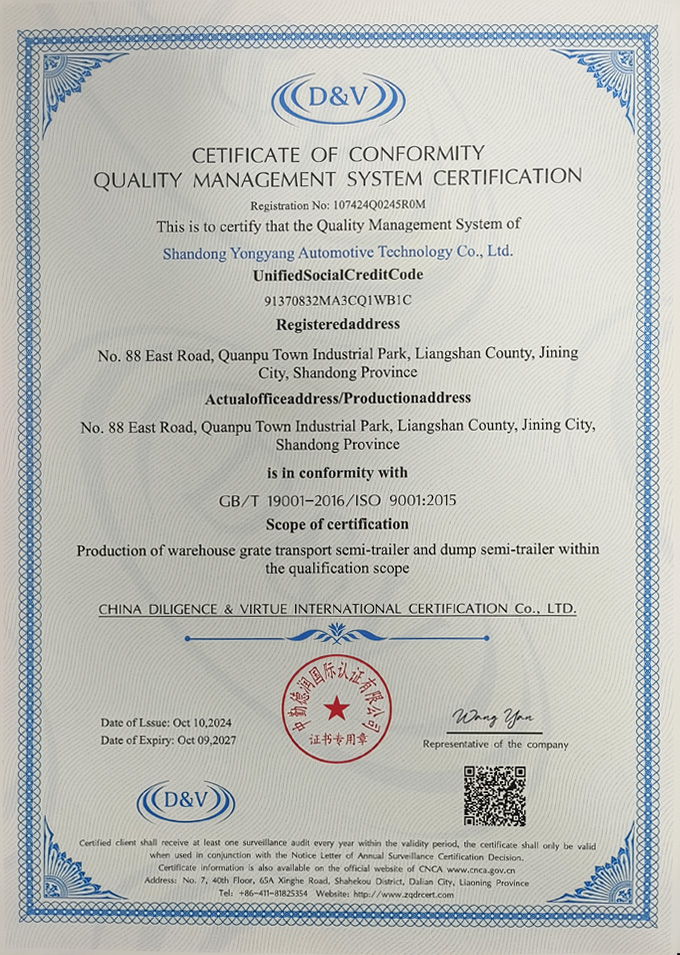 D&V
CETIFICATE OF CONFORMITY
QUALITY MANAGEMENT SYSTEM CERTIFICATION
Registration No: 107424Q0245R0M
This is to certify that the Quality Management System of
Shandong Yongyang Automotive Technology Co., Ltd.
UnifiedSocialCreditCode
91370832MA3CQ1WB1C
Registeredaddress
No. 88 East Road, Quanpu Town Industrial Park, Liangshan County, Jining
City, Shandong Province
Actualofficeaddress/Productionaddress
No. 88 East Road, Quanpu Town Industrial Park, Liangshan County, Jining City,
Shandong Province
is in conformity with
GB/T 19001-2016/ISO 9001:2015
Scope of certification
Production of warehouse grate transport semi-trailer and dump semi-trailer within
the qualification scope
CHINA DILIGENCE & VIRTUE INTERNATIONAL CERTIFICATION Co., LTD.
中勤德润国际认证有限公司
证书专用章
Date of Lssue: Oct 10,2024
Date of Expiry: Oct 09,2027
Wang Yan
Representative of the company
D&V
Certified client shall receive at least one surveillance audit every year within the validity period, the certificate shall only be valid
when used in conjunction with the Notice Letter of Annual Surveillance Certification Decision.
Certificate information is also available on the official website of CNCA www.cnca.gov.cn
Address: No. 7, 40th Floor, 65A Xinghe Road, Shahekou District, Dalian City, Liaoning Province
Tel: +86-411-81825354 Website: http://www.zqdrcert.com